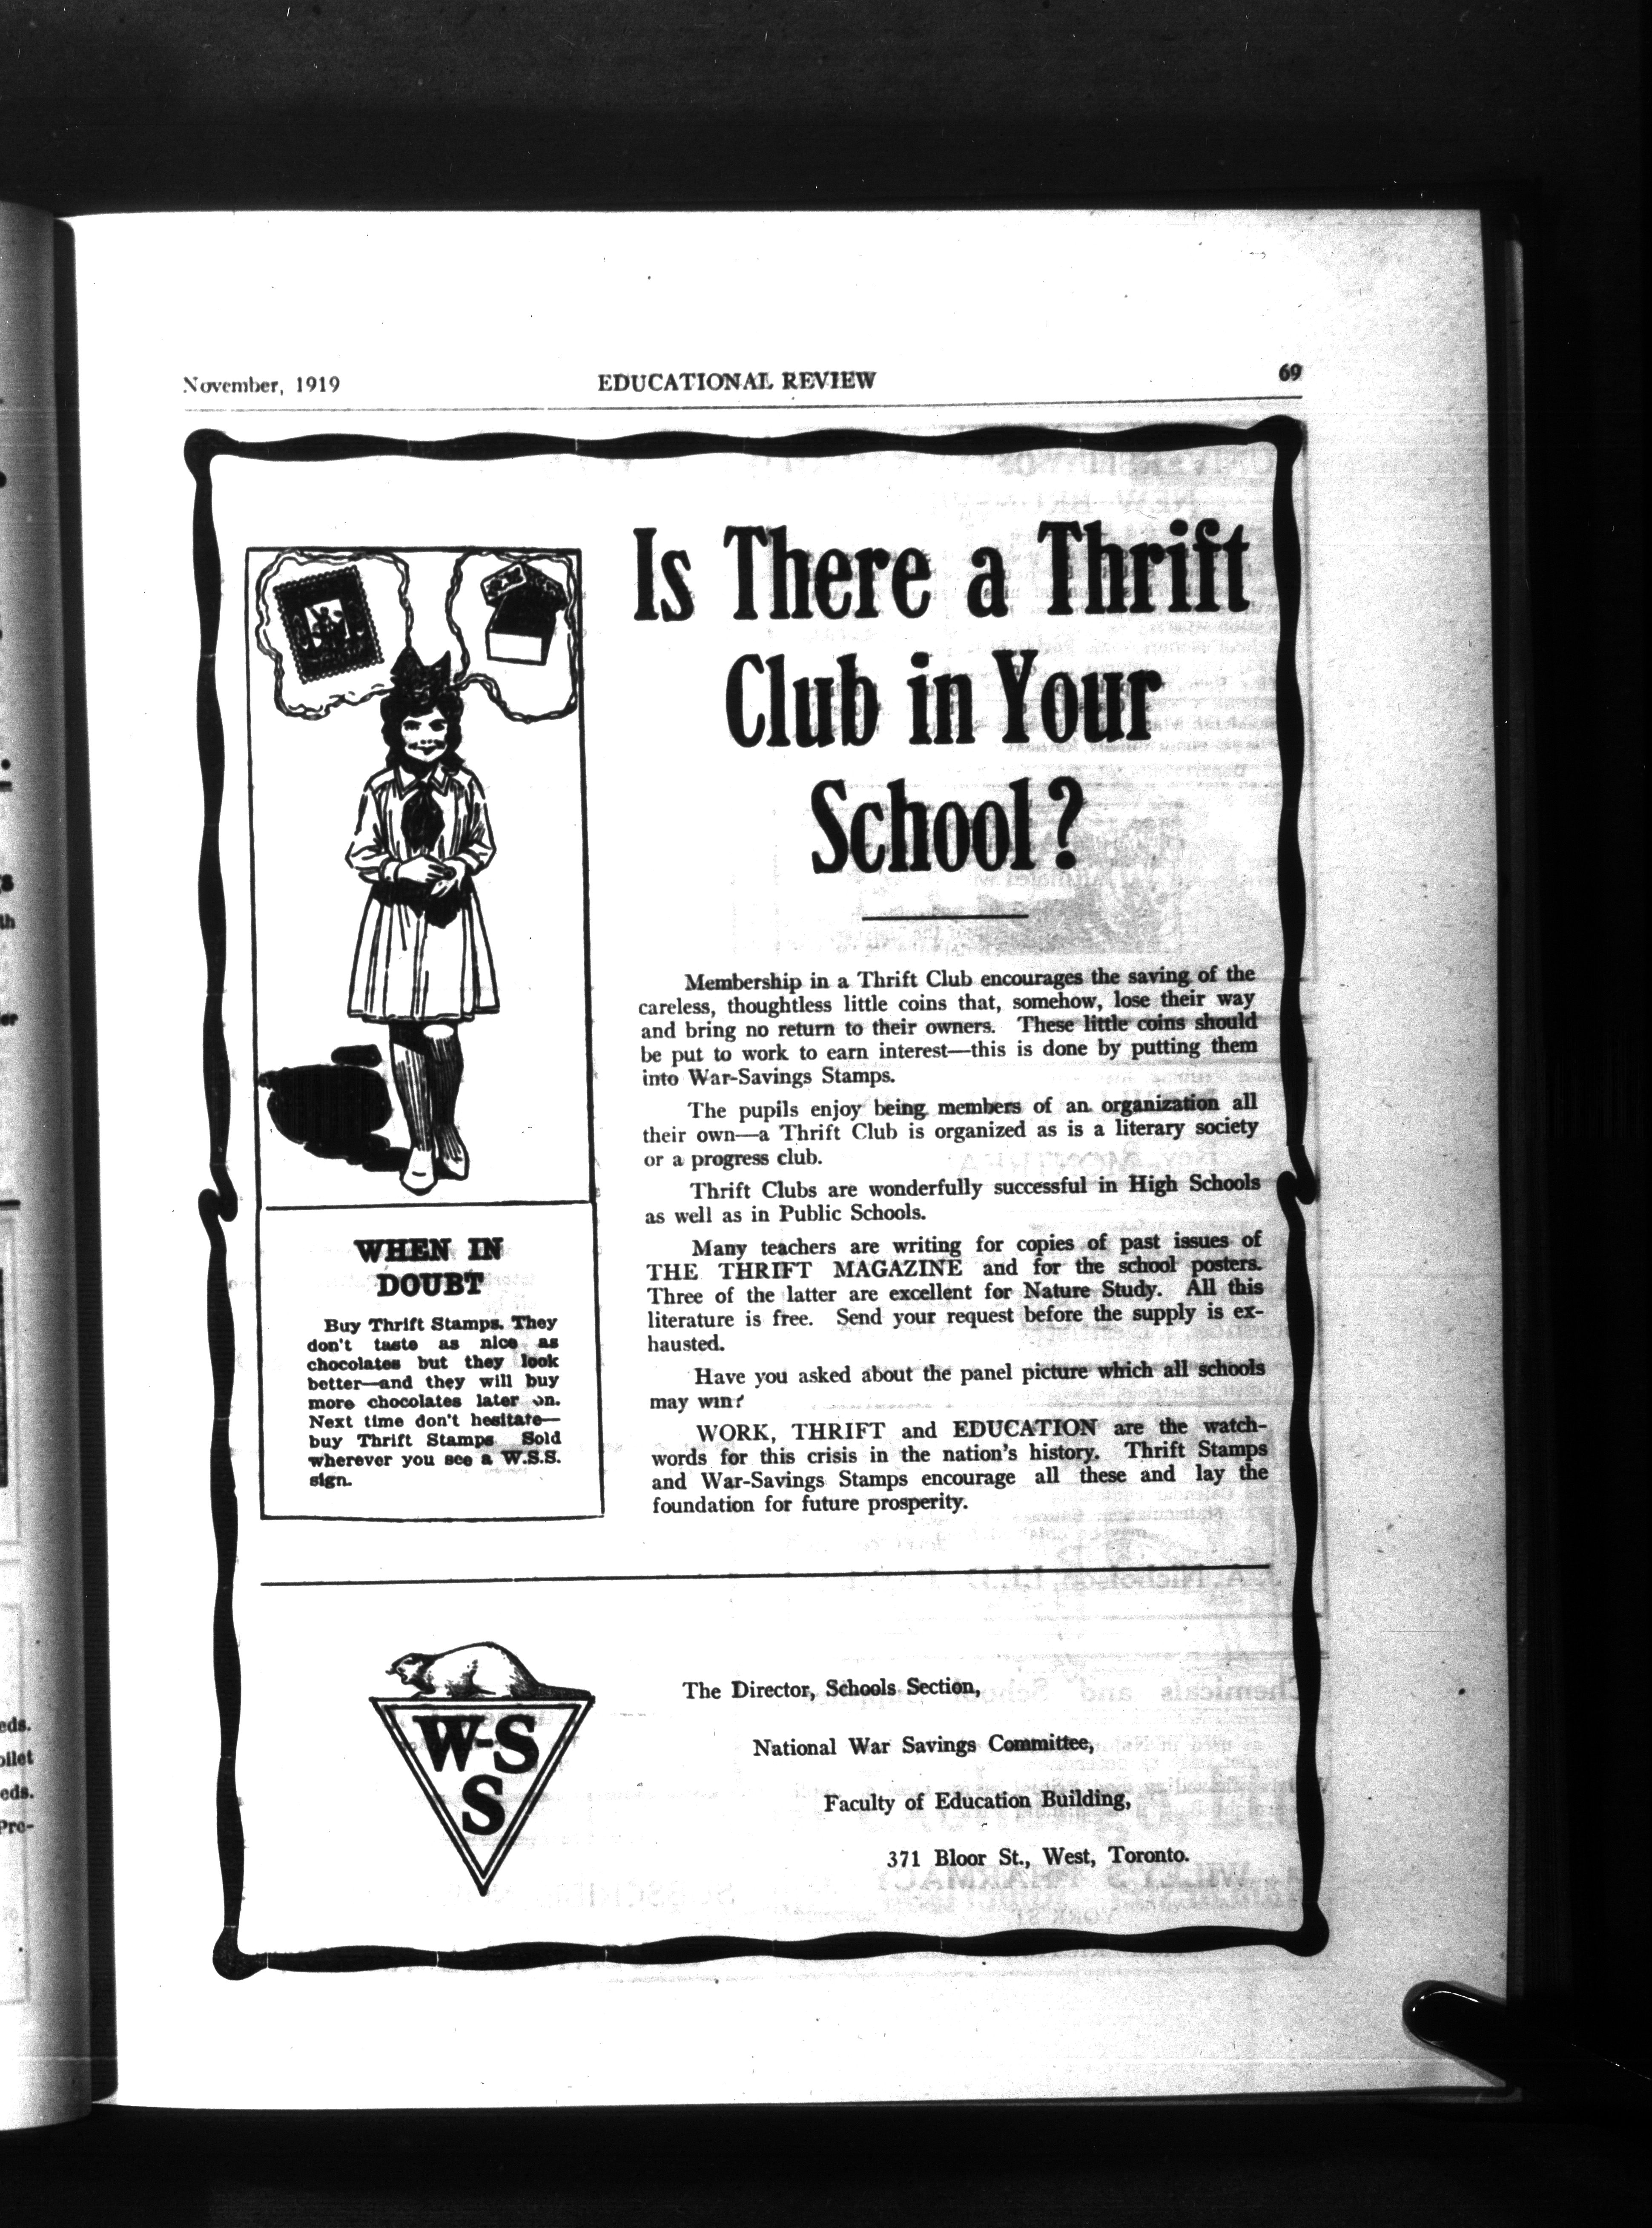 November, 1919
EDUCATIONAL REVIEW
69
Is There a Thrift
Club in Your
School?
Membership in a Thrift Club encourages the saving of the
careless, thoughtless little coins that, somehow, lose their way
and bring no return to their owners. These little coins should
be put to work to earn interest—this is done by putting them
into War-Savings Stamps.
The pupils enjoy being members of an organization all
their own—a Thrift Club is organized as is a literary society
or a progress club.
Thrift Clubs are wonderfully successful in High Schools
as well as in Public Schools.
Many teachers are writing for copies of past issues of
THE THRIFT MAGAZINE and for the school posters.
Three of the latter are excellent for Nature Study. All this
literature is free. Send your request before the supply is ex-
hausted.
Have you asked about the panel picture which all schools
may win?
WORK, THRIFT and EDUCATION are the watch-
words for this crisis in the nation's history. Thrift Stamps
and War-Savings Stamps encourage all these and lay the
foundation for future prosperity.
WHEN IN
DOUBT
Buy Thrift Stamps. They
don't taste as nice as
chocolates but they look
better—and they will buy
more chocolates later on.
Next time don't hesitate—
buy Thrift Stamps Sold
wherever you see a W.S.S.
sign.
W-S
S
The Director, Schools Section,
National War Savings Committee,
Faculty of Education Building,
371 Bloor St., West, Toronto.
eds.
oilet
eds.
Pre-